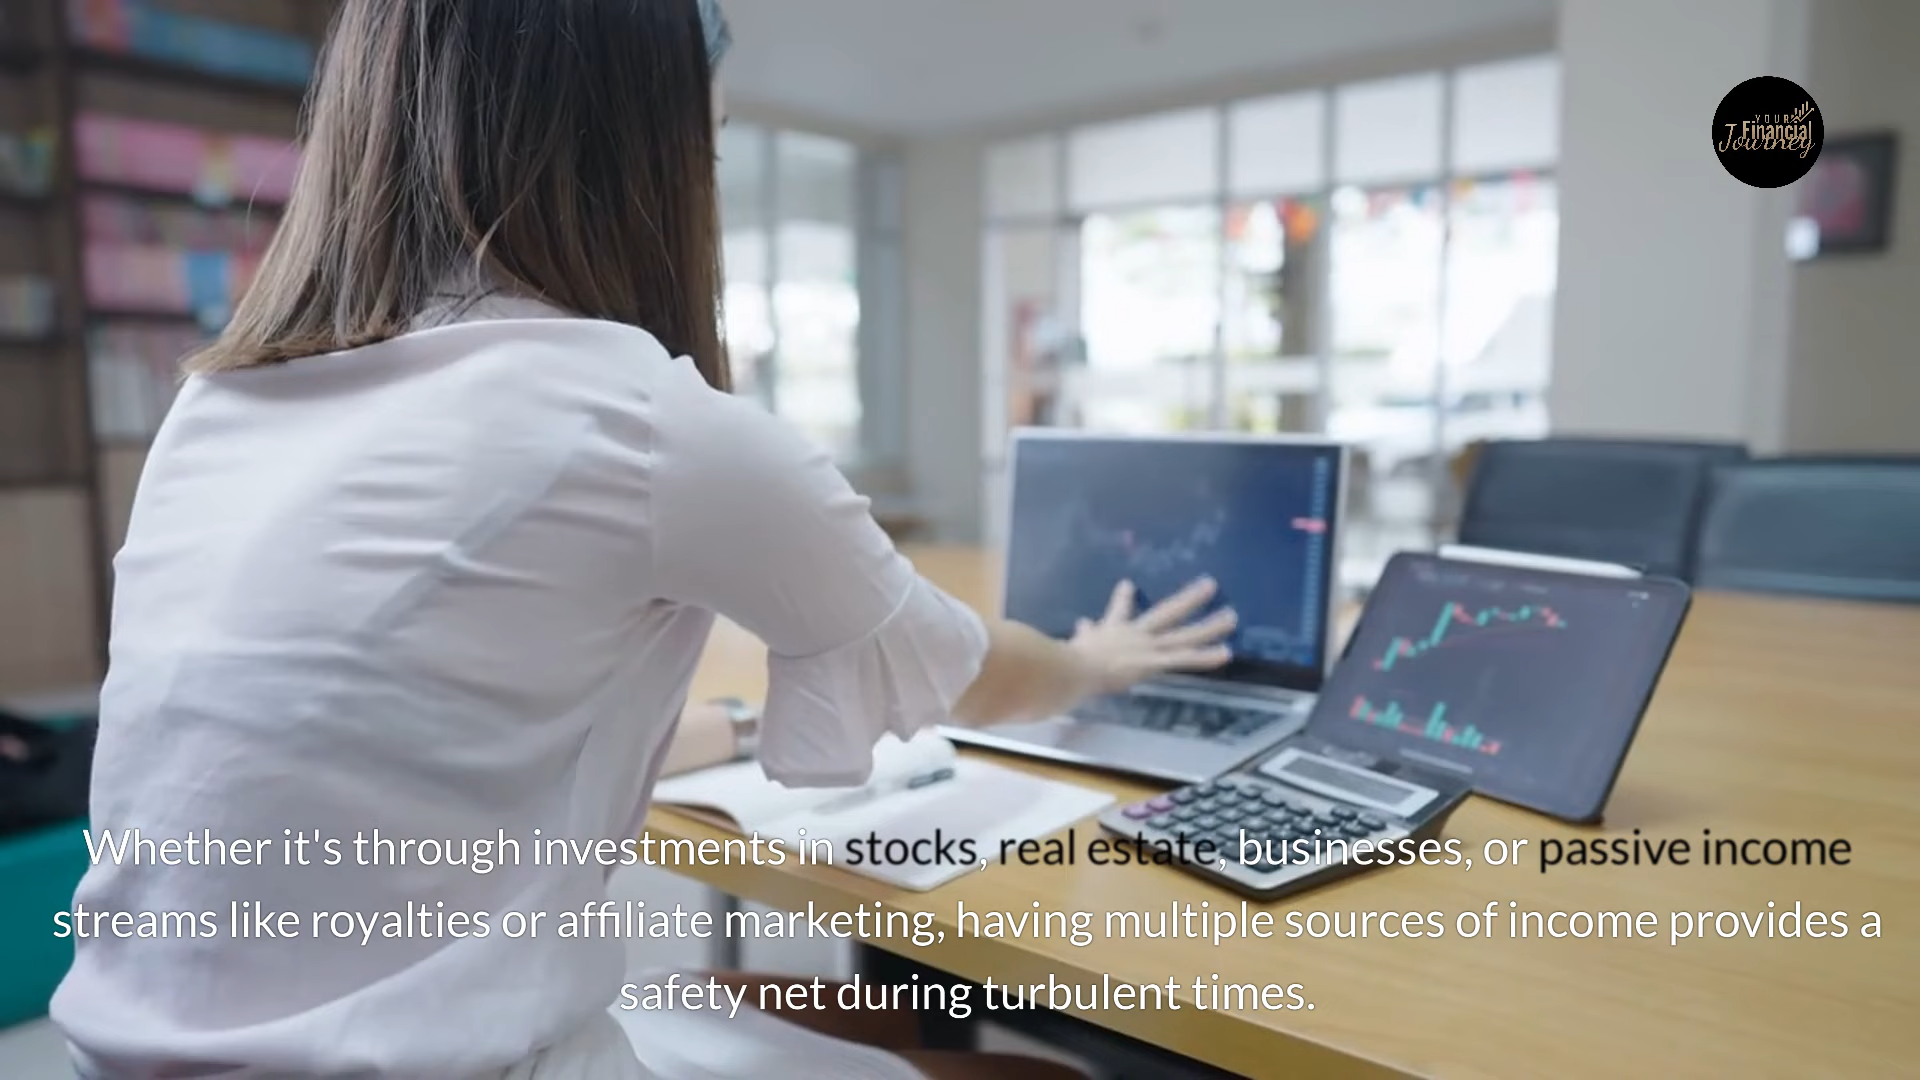 YOUR
Financial
Journey
Whether it's through investments in stocks, real estate, businesses, or passive income
streams like royalties or affiliate marketing, having multiple sources of income provides a
safety net during turbulent times.